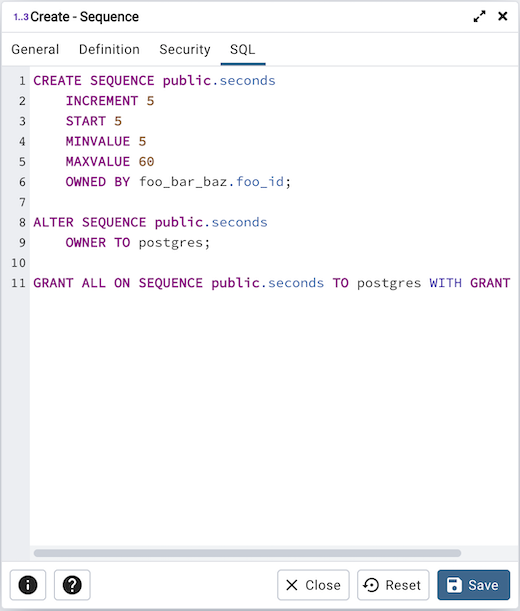 1..3 Create - Sequence
General Definition Security SQL
1 CREATE SEQUENCE public.seconds
2 INCREMENT 5
3 START 5
4 MINVALUE 5
5 MAXVALUE 60
6 OWNED BY foo_bar_baz.foo_id;
7
8 ALTER SEQUENCE public.seconds
9 OWNER TO postgres;
10
11 GRANT ALL ON SEQUENCE public.seconds TO postgres WITH GRANT
Close Reset Save